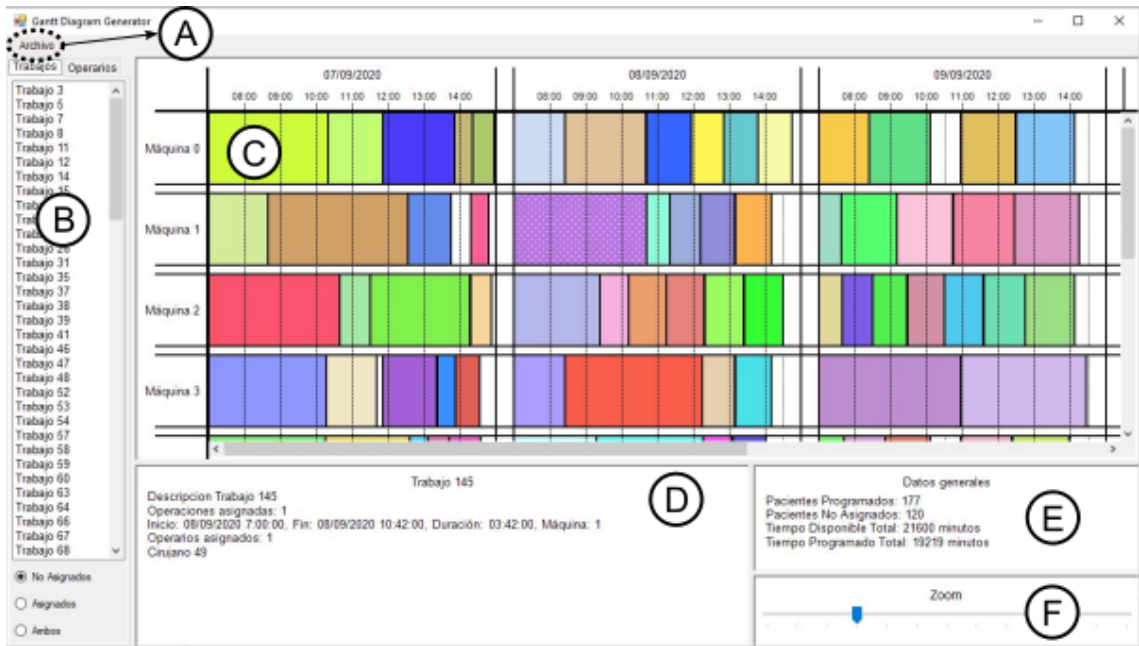 Gantt Diagram Generator
A
Archivo
Trabajos Operarios
Trabajo 3
Trabajo 5
Trabajo 7
Trabajo 8
Trabajo 11
Trabajo 12
Trabajo 14
Trabajo 15
B
Trabajo 31
Trabajo 35
Trabajo 37
Trabajo 38
Trabajo 39
Trabajo 41
Trabajo 46
Trabajo 47
Trabajo 48
Trabajo 52
Trabajo 53
Trabajo 54
Trabajo 57
Trabajo 58
Trabajo 59
Trabajo 60
Trabajo 63
Trabajo 64
Trabajo 66
Trabajo 67
Trabajo 68
No Asignados
Asignados
Ambos
07/09/2020 08/09/2020 09/09/2020
08:00 09:00 10:00 11:00 12:00 13:00 14:00 08:00 09:00 10:00 11:00 12:00 13:00 14:00 08:00 09:00 10:00 11:00 12:00 13:00 14:00
Máquina 0
C
Máquina 1
Máquina 2
Máquina 3
Trabajo 145
D
Descripcion Trabajo 145
Operaciones asignadas: 1
Inicio: 08/09/2020 7:00:00, Fin: 08/09/2020 10:42:00, Duración: 03:42:00, Máquina: 1
Operarios asignados: 1
Cirujano 49
Datos generales
E
Pacientes Programados: 177
Pacientes No Asignados: 120
Tiempo Disponible Total: 21600 minutos
Tiempo Programado Total: 19219 minutos
Zoom
F